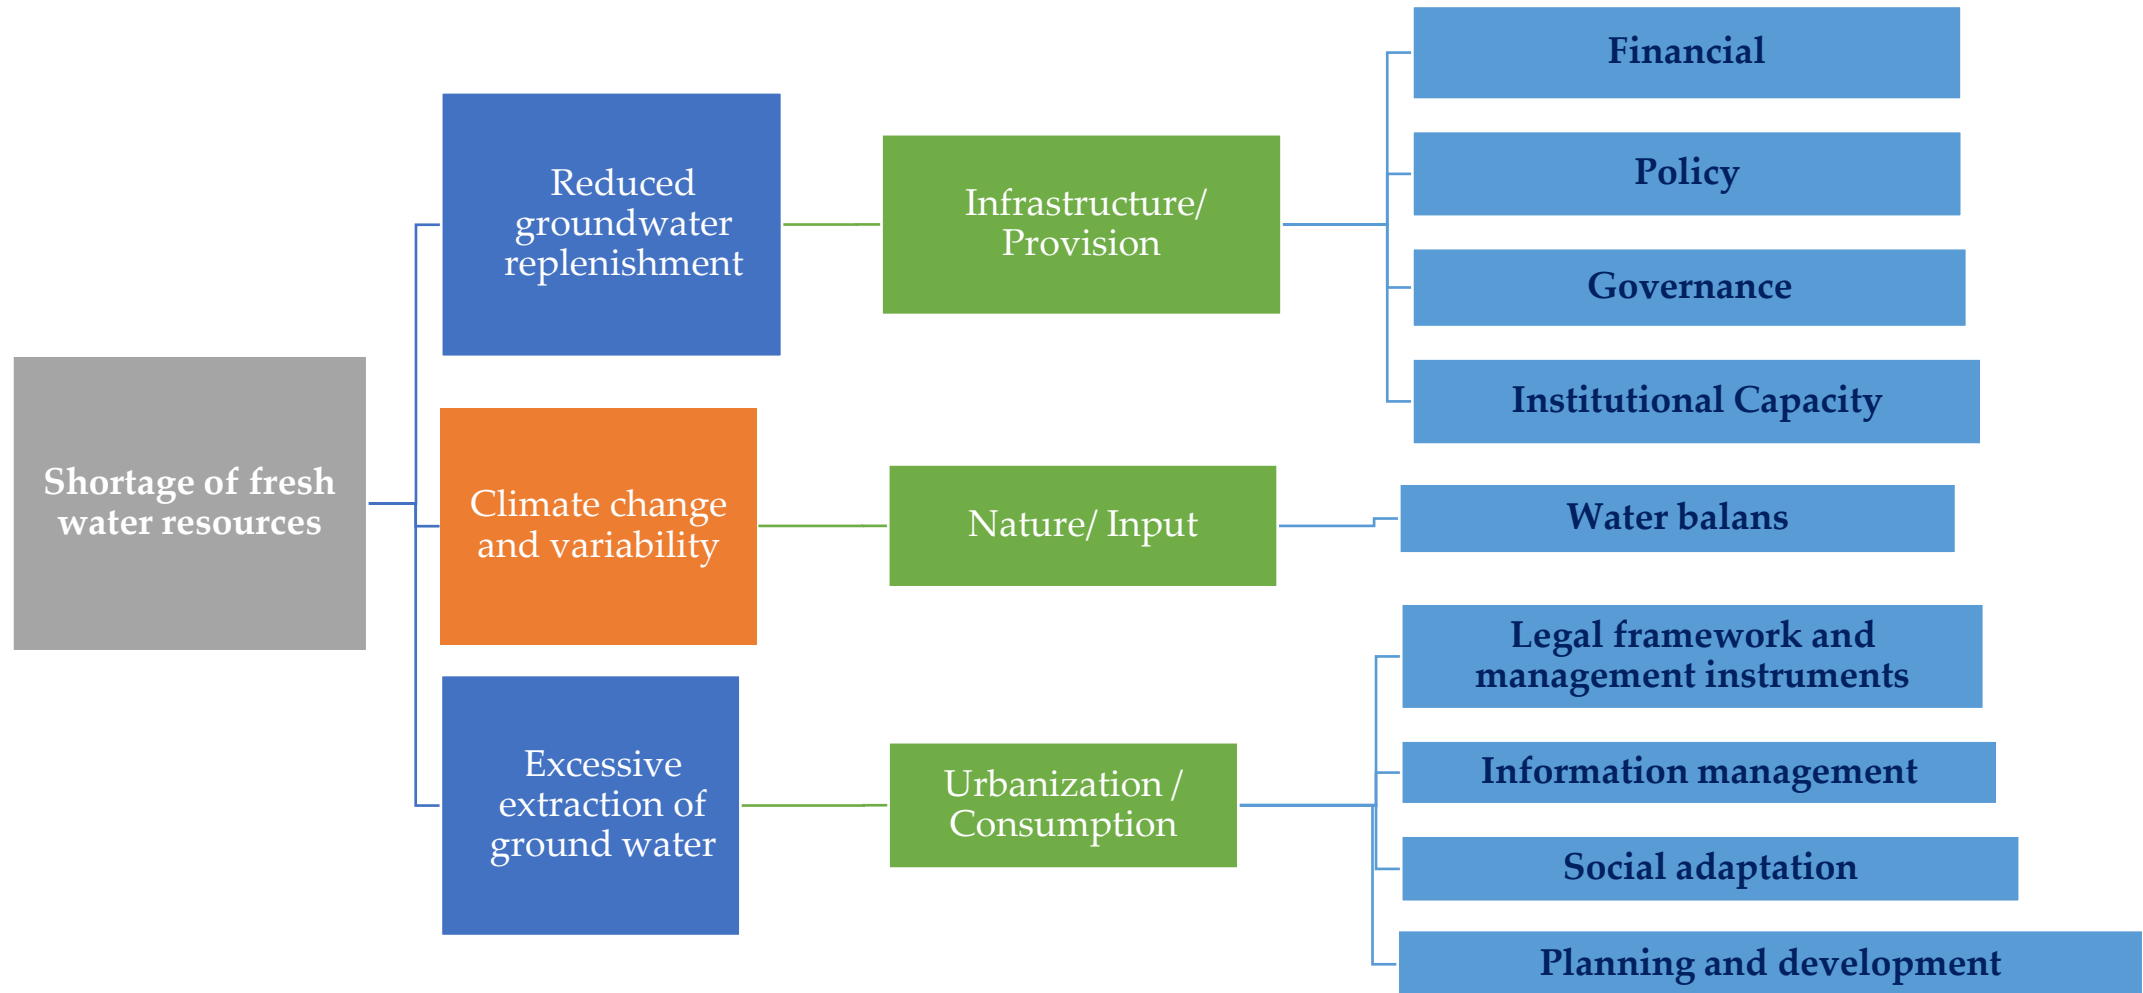 Shortage of fresh
water resources
Reduced
groundwater
replenishment
Climate change
and variability
Excessive
extraction of
ground water
Infrastructure/
Provision
Nature/ Input
Urbanization /
Consumption
Financial
Policy
Governance
Institutional Capacity
Water balans
Legal framework and
management instruments
Information management
Social adaptation
Planning and development